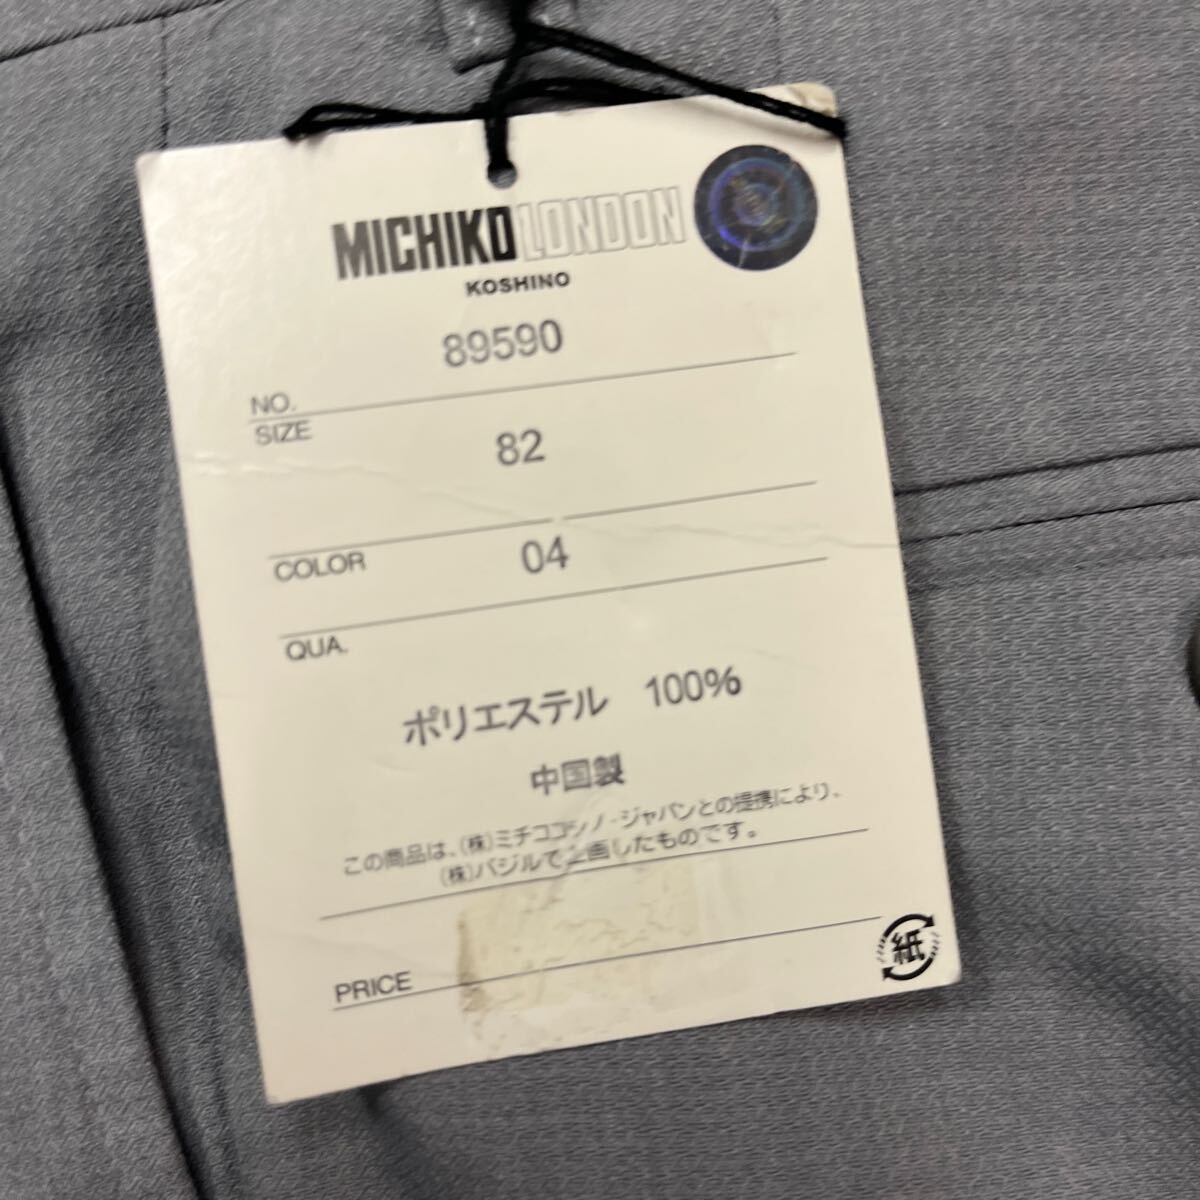 MICHIKO LONDON
KOSHINO
89590
NO.
SIZE
82
COLOR
04
QUA.
ポリエステル 100%
中国製
この商品は、(株)ミチココシノ-ジャパンとの提携により、
(株)バジルで企画したものです。
PRICE
紙